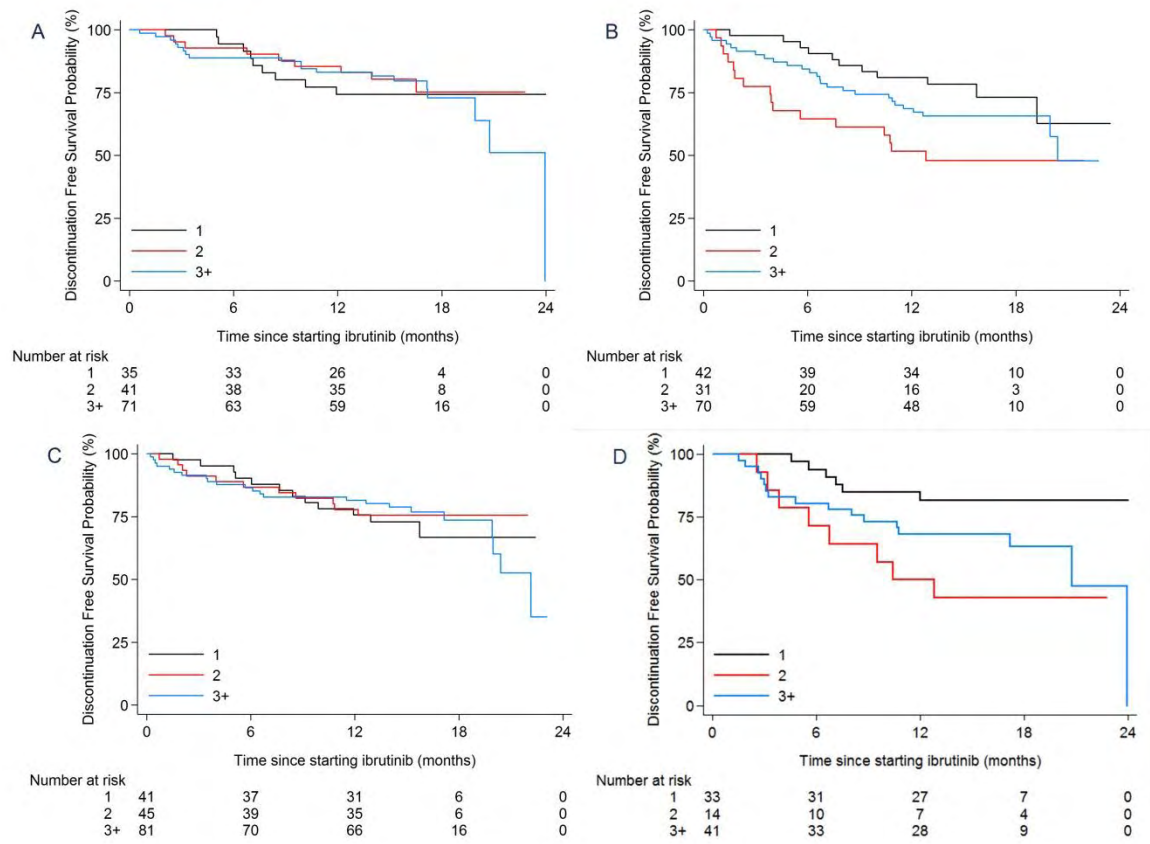 A
Discontinuation Free Survival Probability (%)
100
75
50
25
0
1
2
3+
0 6 12 18 24
Time since starting ibrutinib (months)
Number at risk
1 35 33 26 4 0
2 41 38 35 8 0
3+ 71 63 59 16 0
B
Discontinuation Free Survival Probability (%)
100
75
50
25
0
1
2
3+
0 6 12 18 24
Time since starting ibrutinib (months)
Number at risk
1 42 39 34 10 0
2 31 20 16 3 0
3+ 70 59 48 10 0
C
Discontinuation Free Survival Probability (%)
100
75
50
25
0
1
2
3+
0 6 12 18 24
Time since starting ibrutinib (months)
Number at risk
1 41 37 31 6 0
2 45 39 35 6 0
3+ 81 70 66 16 0
D
Discontinuation Free Survival Probability (%)
100
75
50
25
0
1
2
3+
0 6 12 18 24
Time since starting ibrutinib (months)
Number at risk
1 33 31 27 7 0
2 14 10 7 4 0
3+ 41 33 28 9 0